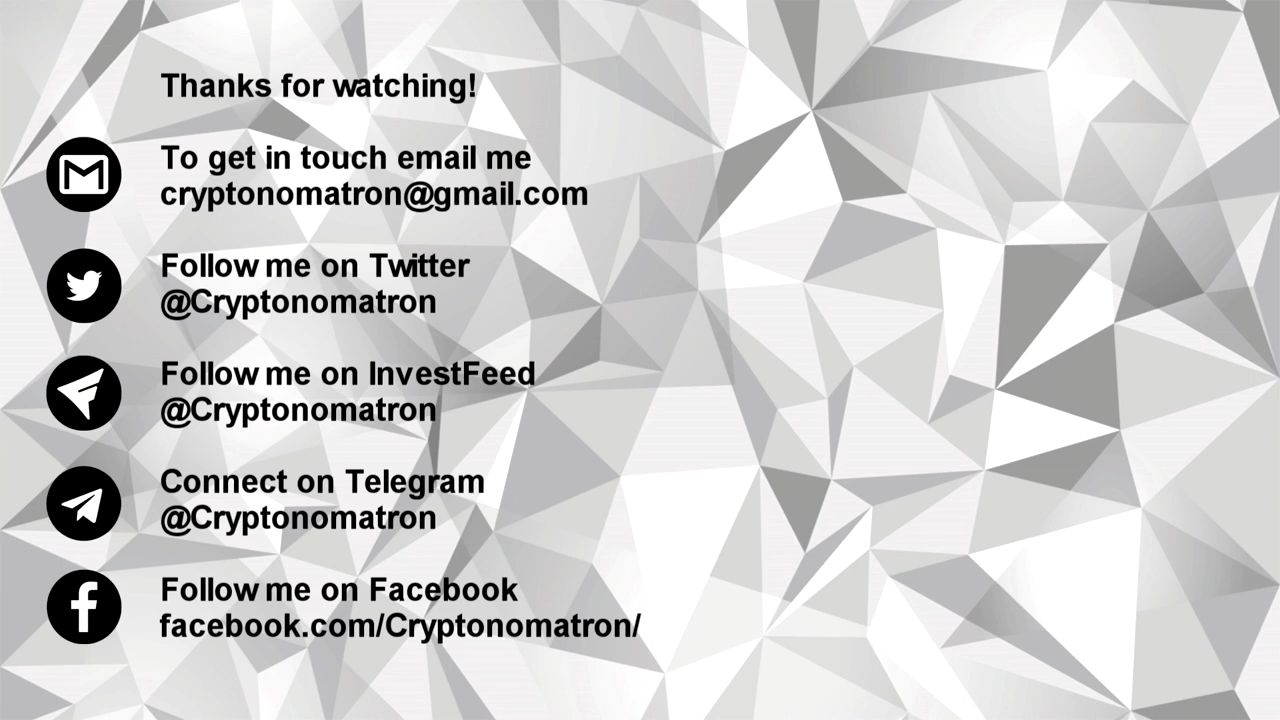 Thanks for watching!
To get in touch email me
cryptonomatron@gmail.com
Follow me on Twitter
@Cryptonomatron
Follow me on InvestFeed
@Cryptonomatron
Connect on Telegram
@Cryptonomatron
Follow me on Facebook
facebook.com/Cryptonomatron/